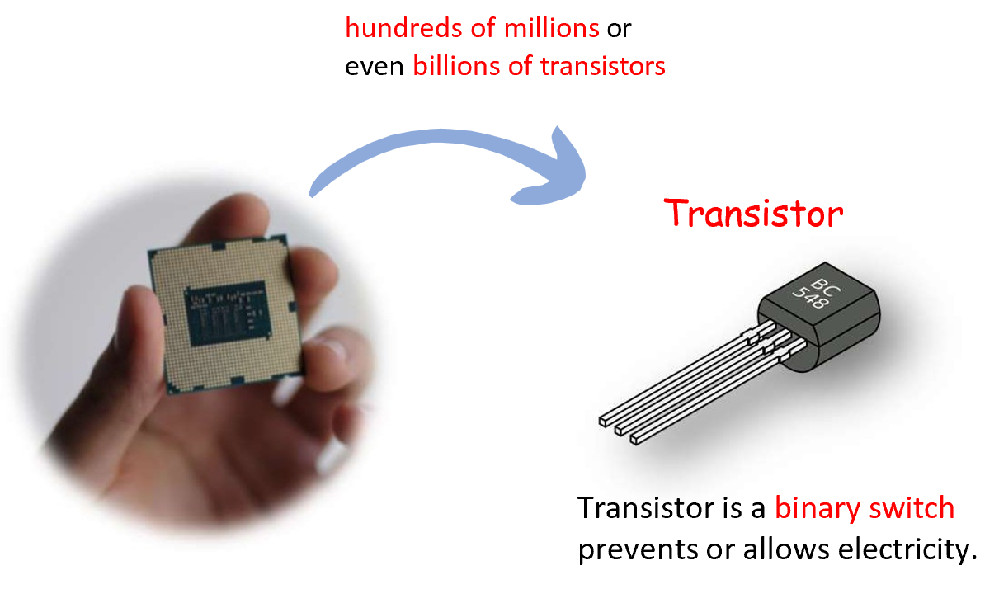 hundreds of millions or
even billions of transistors
Transistor
BC
548
Transistor is a binary switch
prevents or allows electricity.